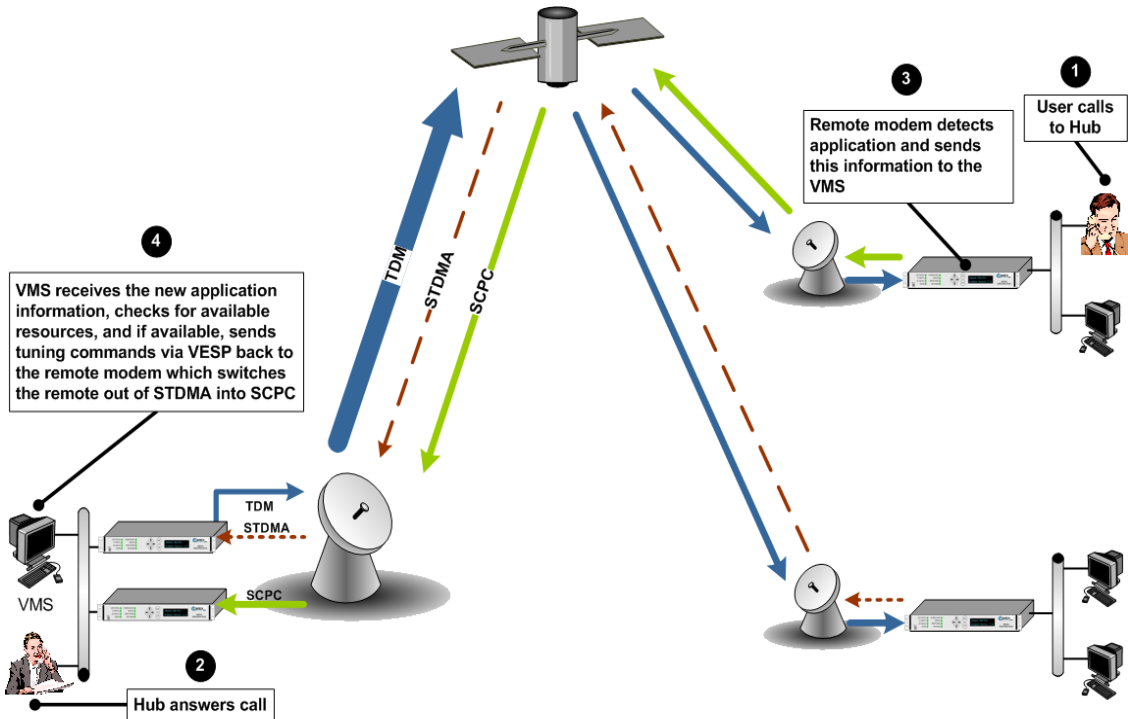 1
User calls
to Hub
3
Remote modem detects
application and sends
this information to the
VMS
4
VMS receives the new application
information, checks for available
resources, and if available, sends
tuning commands via VESP back to
the remote modem which switches
the remote out of STDMA into SCPC
TDM
STDMA
SCPC
TDM
STDMA
SCPC
VMS
2
Hub answers call